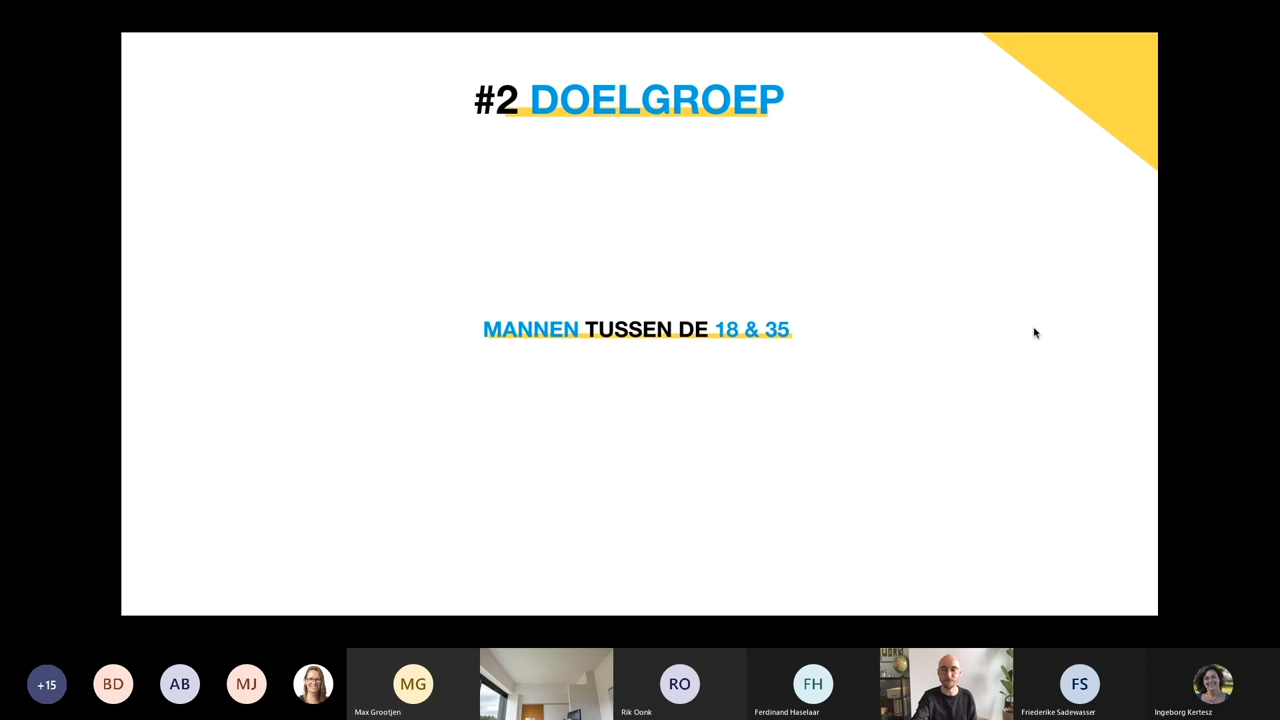 #2 DOELGROEP
MANNEN TUSSEN DE 18 & 35
+15
BD
AB
MJ
MG
RO
FH
FS
Max Grootjen
Rik Oonk
Ferdinand Haselaar
Friederike Sadewasser
Ingeborg Kertesz